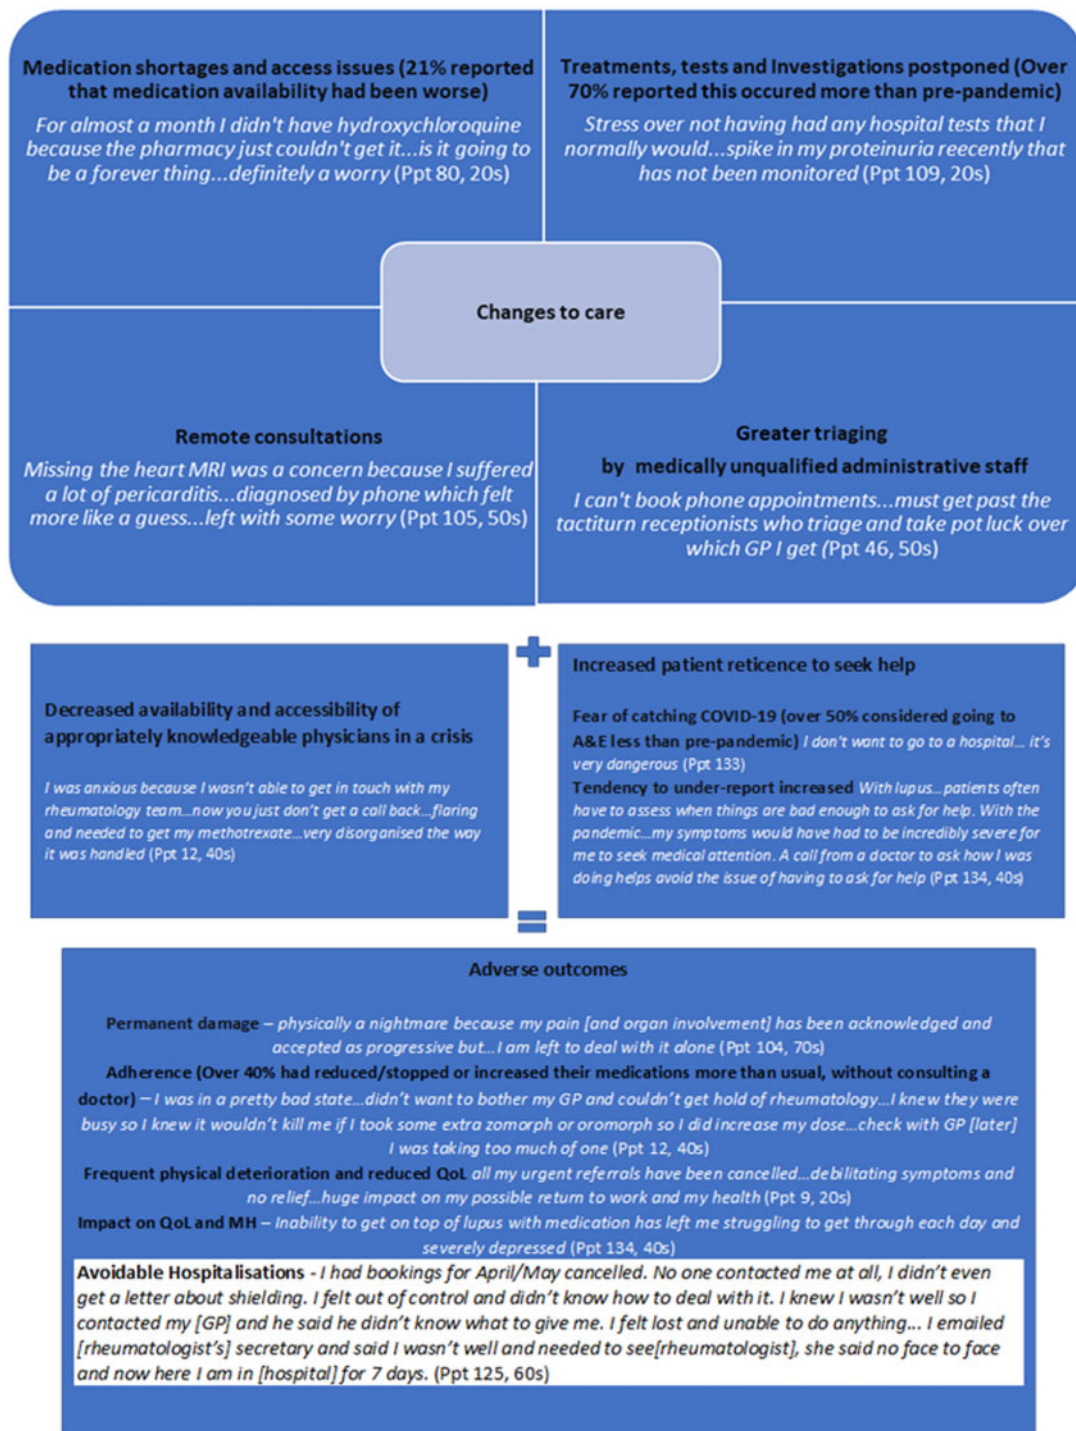 Medication shortages and access issues (21% reported
that medication availability had been worse)
For almost a month I didn't have hydroxychloroquine
because the pharmacy just couldn't get it...is it going to
be a forever thing...definitely a worry (Ppt 80, 20s)
Treatments, tests and Investigations postponed (Over
70% reported this occured more than pre-pandemic)
Stress over not having had any hospital tests that I
normally would...spike in my proteinuria reecently that
has not been monitored (Ppt 109, 20s)
Changes to care
Remote consultations
Missing the heart MRI was a concern because I suffered
a lot of pericarditis...diagnosed by phone which felt
more like a guess...left with some worry (Ppt 105, 50s)
Greater triaging
by medically unqualified administrative staff
I can't book phone appointments...must get past the
tactiturn receptionists who triage and take pot luck over
which GP I get (Ppt 46, 50s)
Decreased availability and accessibility of
appropriately knowledgeable physicians in a crisis
I was anxious because I wasn't able to get in touch with my
rheumatology team...now you just don't get a call back...flaring
and needed to get my methotrexate...very disorganised the way
it was handled (Ppt 12, 40s)
+
Increased patient reticence to seek help
Fear of catching COVID-19 (over 50% considered going to
A&E less than pre-pandemic) I don't want to go to a hospital... it's
very dangerous (Ppt 133)
Tendency to under-report increased With lupus...patients often
have to assess when things are bad enough to ask for help. With the
pandemic...my symptoms would have had to be incredibly severe for
me to seek medical attention. A call from a doctor to ask how I was
doing helps avoid the issue of having to ask for help (Ppt 134, 40s)
=
Adverse outcomes
Permanent damage – physically a nightmare because my pain [and organ involvement] has been acknowledged and
accepted as progressive but...I am left to deal with it alone (Ppt 104, 70s)
Adherence (Over 40% had reduced/stopped or increased their medications more than usual, without consulting a
doctor) – I was in a pretty bad state...didn't want to bother my GP and couldn't get hold of rheumatology...I knew they were
busy so I knew it wouldn't kill me if I took some extra zomorph or oromorph so I did increase my dose...check with GP [later]
I was taking too much of one (Ppt 12, 40s)
Frequent physical deterioration and reduced QoL all my urgent referrals have been cancelled...debilitating symptoms and
no relief...huge impact on my possible return to work and my health (Ppt 9, 20s)
Impact on QoL and MH – Inability to get on top of lupus with medication has left me struggling to get through each day and
severely depressed (Ppt 134, 40s)
Avoidable Hospitalisations - I had bookings for April/May cancelled. No one contacted me at all, I didn't even
get a letter about shielding. I felt out of control and didn't know how to deal with it. I knew I wasn't well so I
contacted my [GP] and he said he didn't know what to give me. I felt lost and unable to do anything... I emailed
[rheumatologist's] secretary and said I wasn't well and needed to see[rheumatologist], she said no face to face
and now here I am in [hospital] for 7 days. (Ppt 125, 60s)